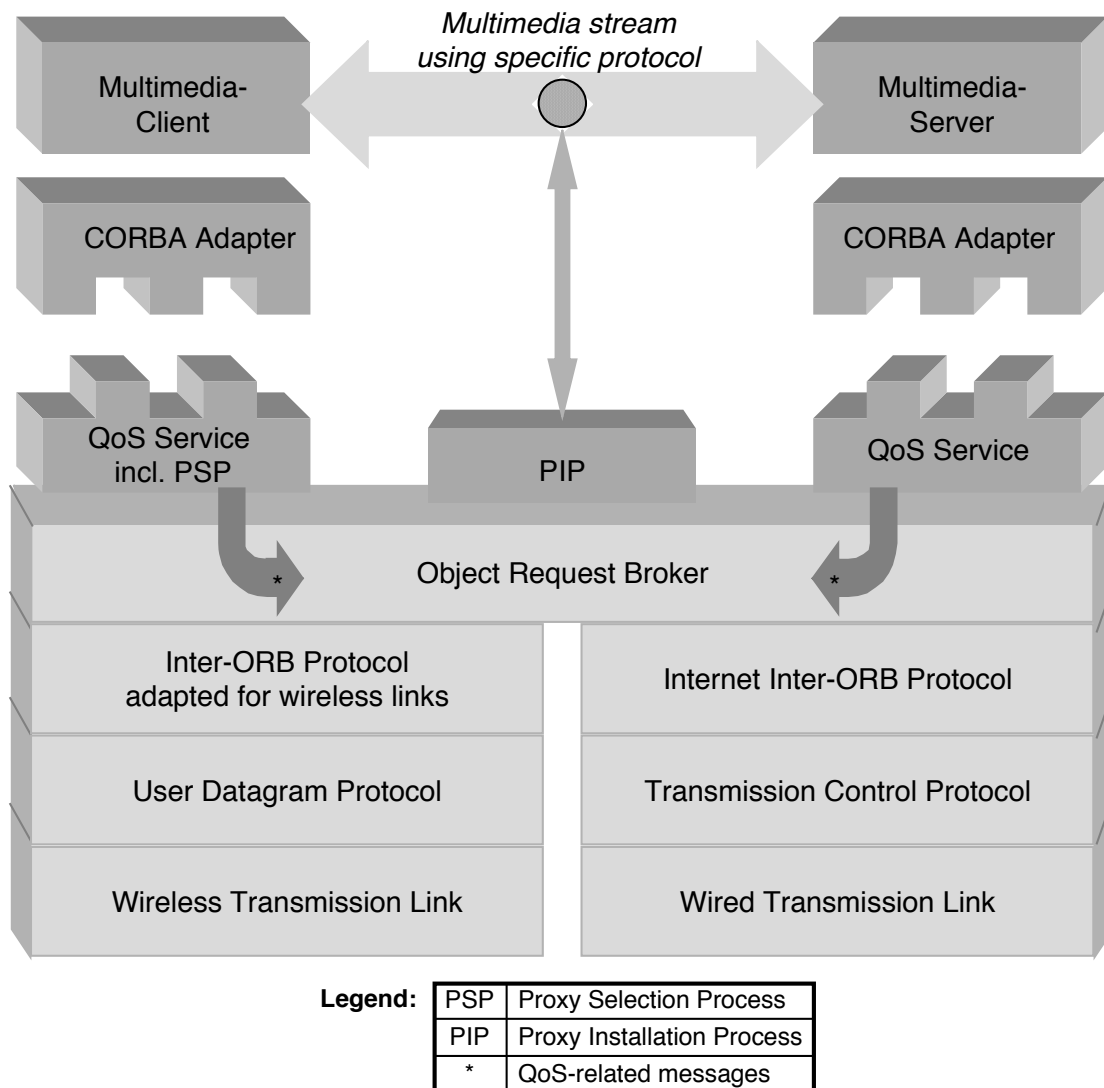 Multimedia stream
using specific protocol
Multimedia-
Client
Multimedia-
Server
CORBA Adapter
CORBA Adapter
QoS Service
incl. PSP
PIP
QoS Service
*
Object Request Broker
*
Inter-ORB Protocol
adapted for wireless links
Internet Inter-ORB Protocol
User Datagram Protocol
Transmission Control Protocol
Wireless Transmission Link
Wired Transmission Link
Legend:
PSP Proxy Selection Process
PIP Proxy Installation Process
* QoS-related messages